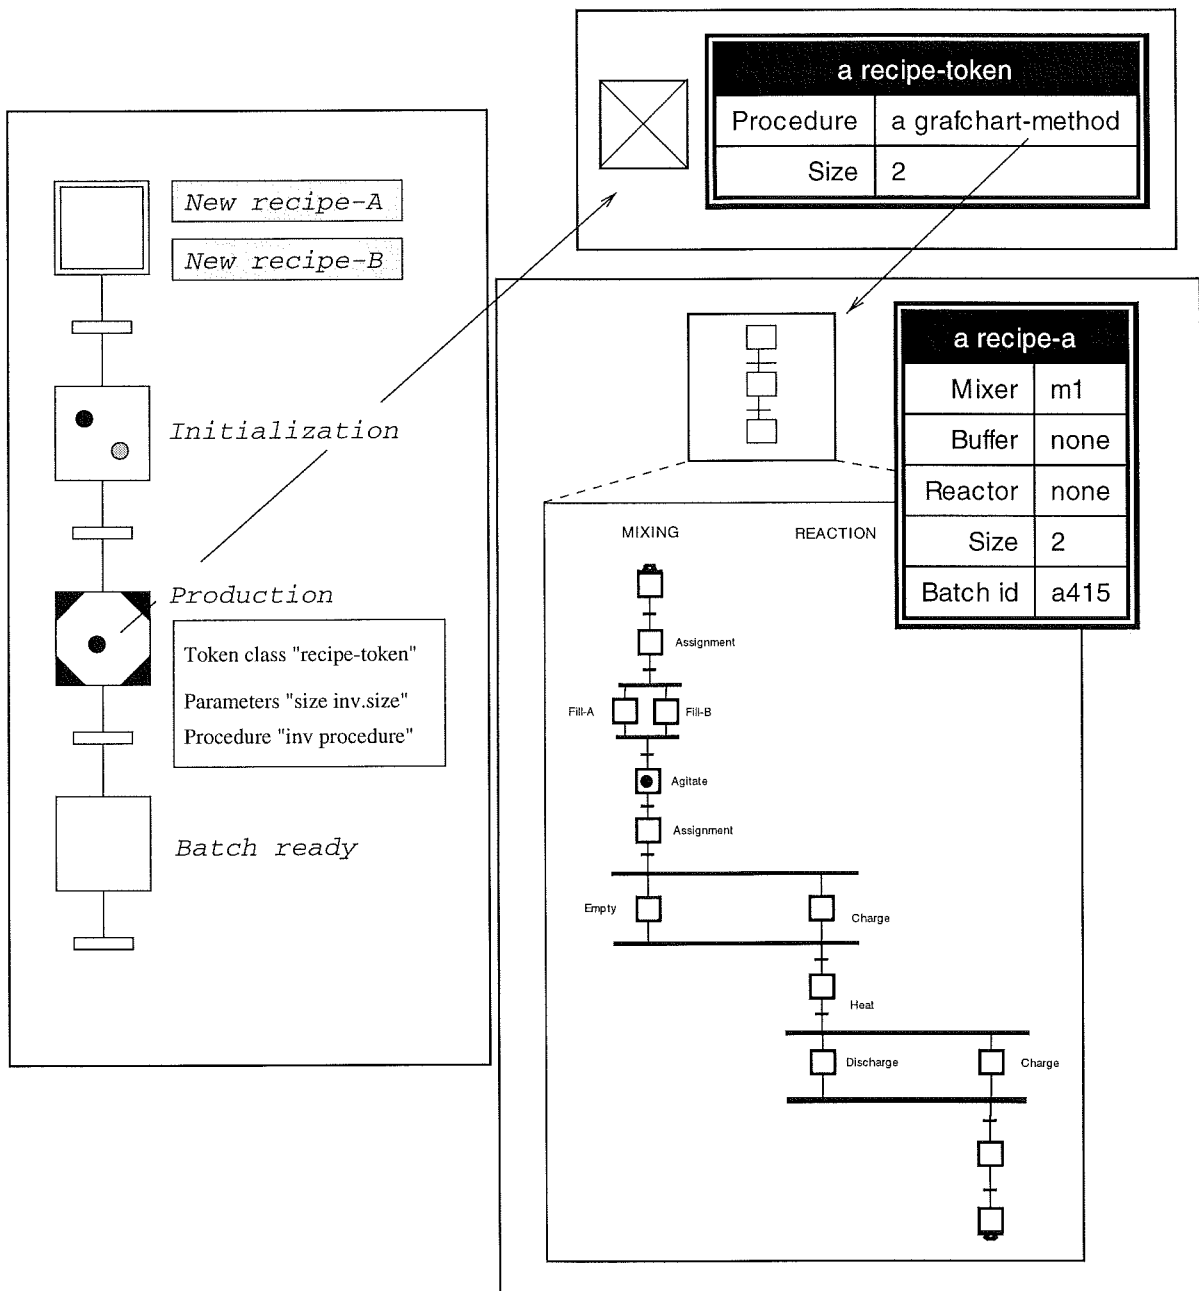 New recipe-A
New recipe-B
Initialization
Production
Token class "recipe-token"
Parameters "size inv.size"
Procedure "inv procedure"
Batch ready
a recipe-token
Procedure a grafchart-method
Size 2
a recipe-a
Mixer m1
Buffer none
Reactor none
Size 2
Batch id a415
MIXING REACTION
Assignment
Fill-A Fill-B
Agitate
Assignment
Empty Charge
Heat
Discharge Charge